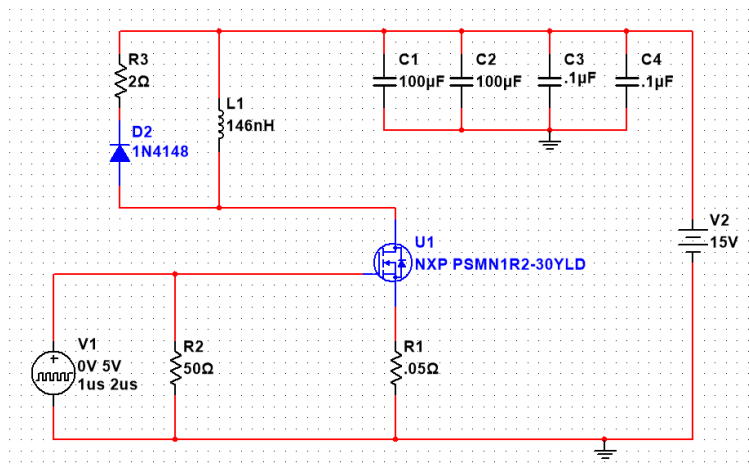 R3
2Ω
D2
1N4148
L1
146nH
C1
100µF
C2
100µF
C3
.1µF
C4
.1µF
V2
15V
U1
NXP PSMN1R2-30YLD
V1
0V 5V
1us 2us
R2
50Ω
R1
.05Ω